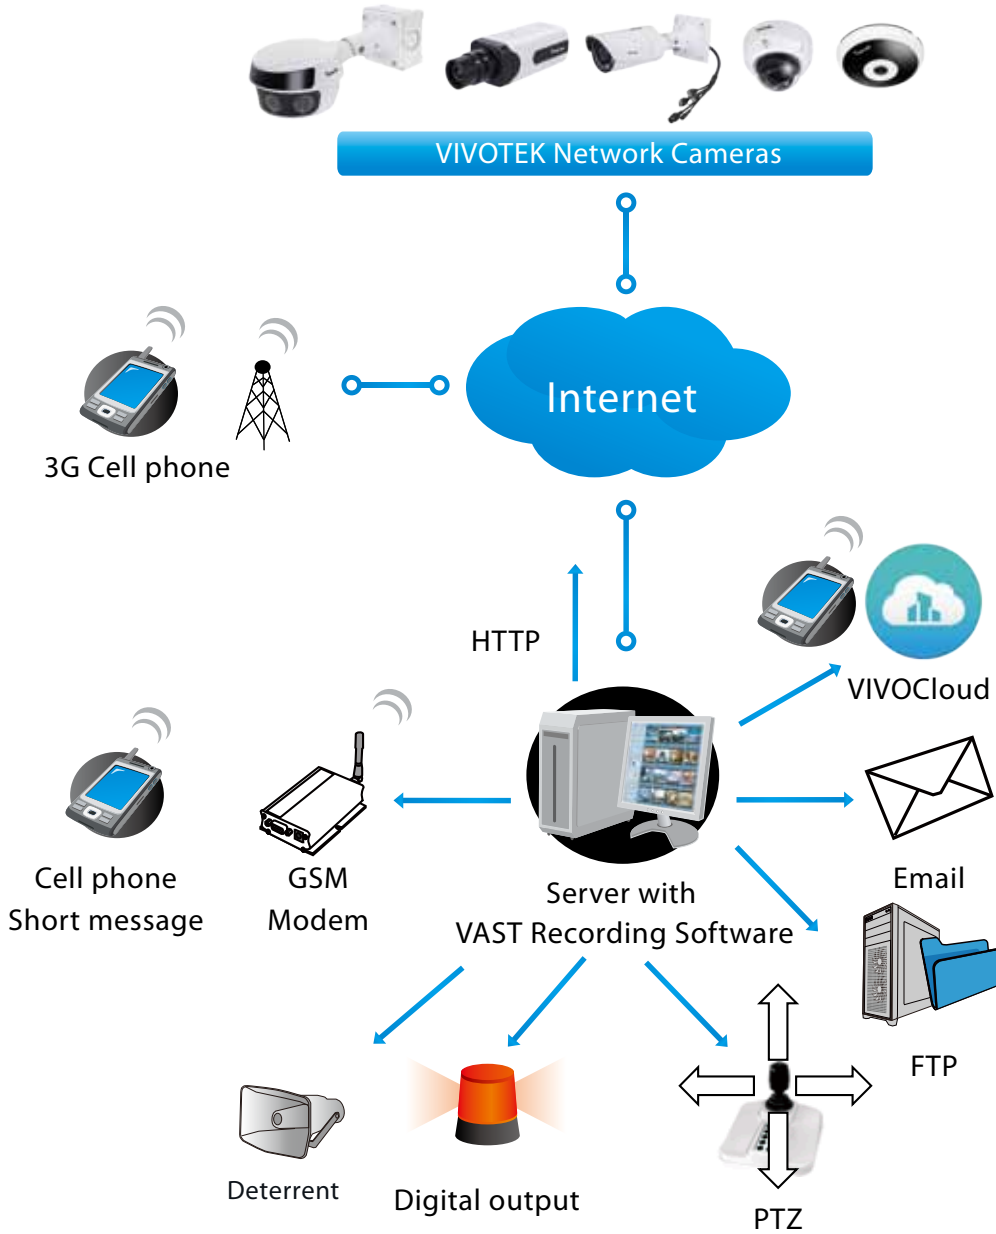 VIVOTEK Network Cameras
Internet
3G Cell phone
HTTP
VIVOCloud
Cell phone
Short message
GSM
Modem
Server with
VAST Recording Software
Email
FTP
Deterrent
Digital output
PTZ